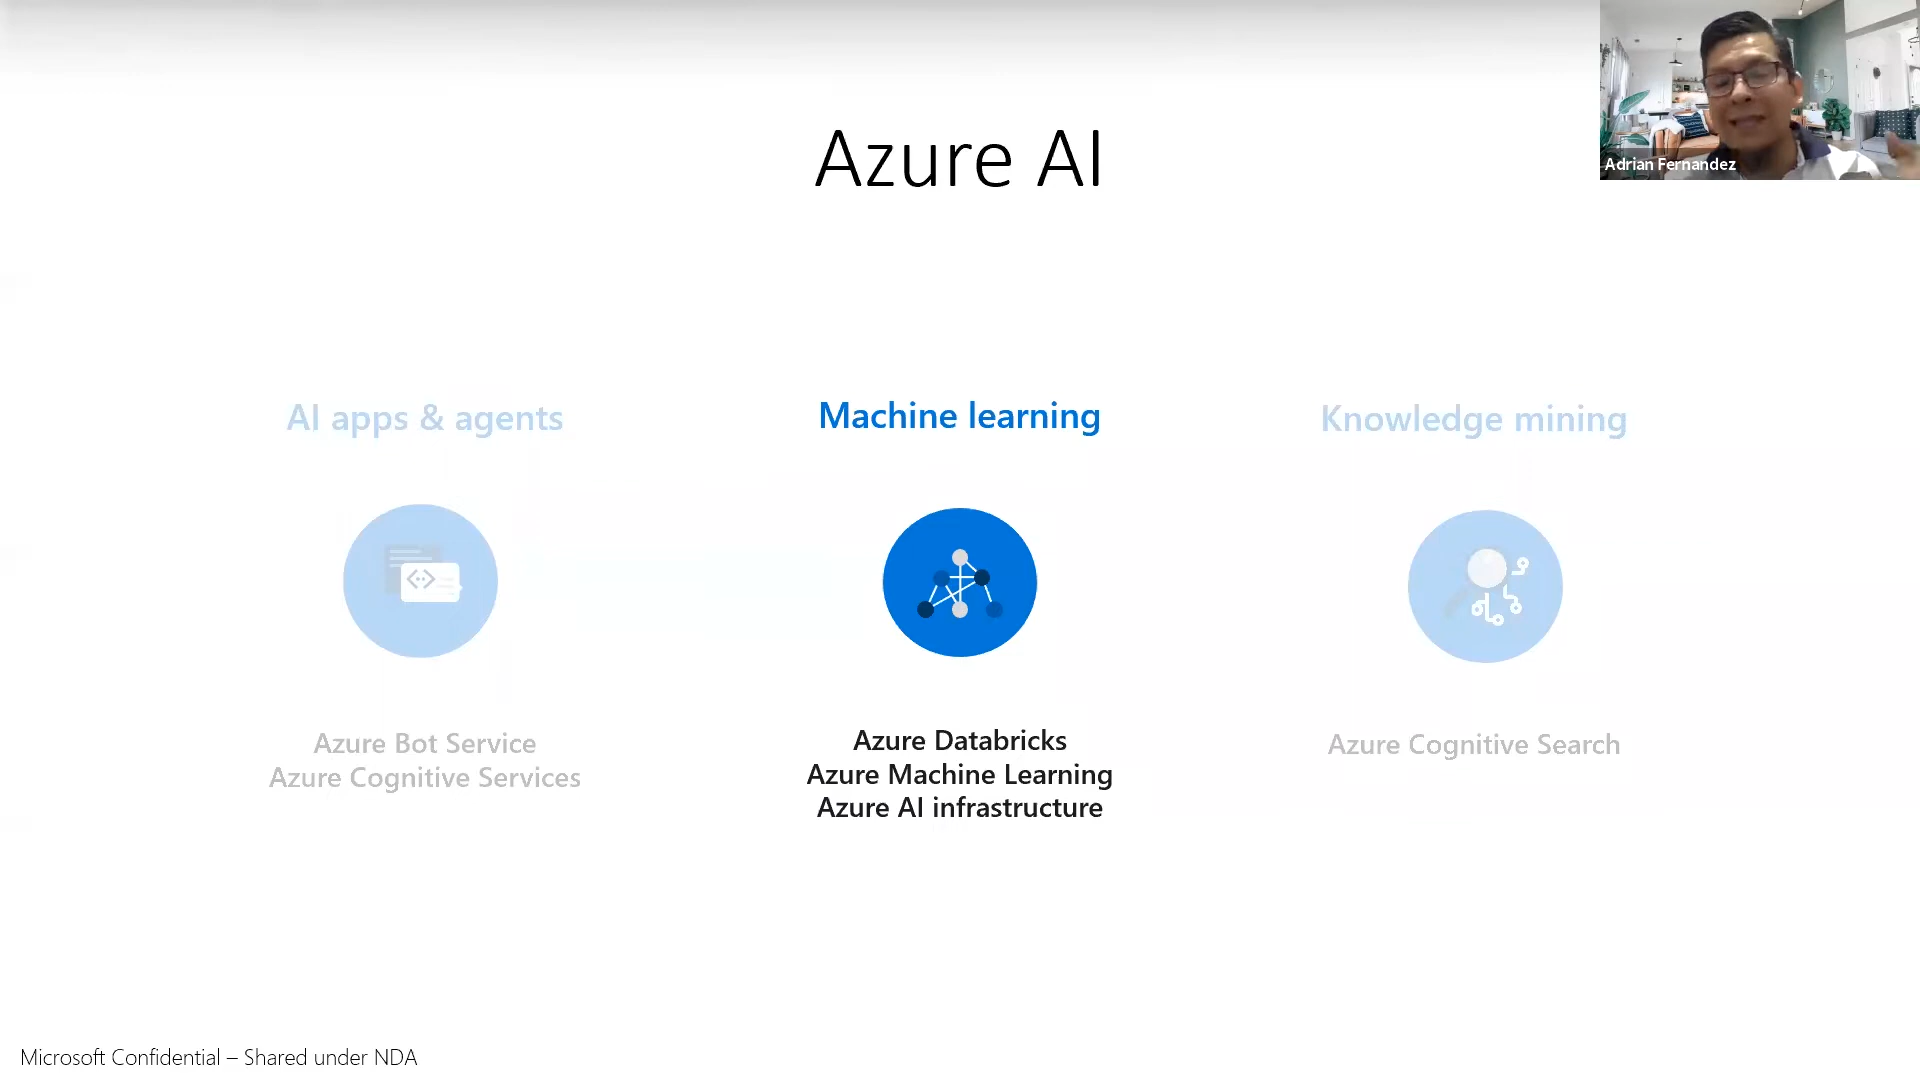 Azure AI
Adrian Fernandez
AI apps & agents
Machine learning
Knowledge mining
Azure Bot Service
Azure Cognitive Services
Azure Databricks
Azure Machine Learning
Azure AI infrastructure
Azure Cognitive Search
Microsoft Confidential – Shared under NDA